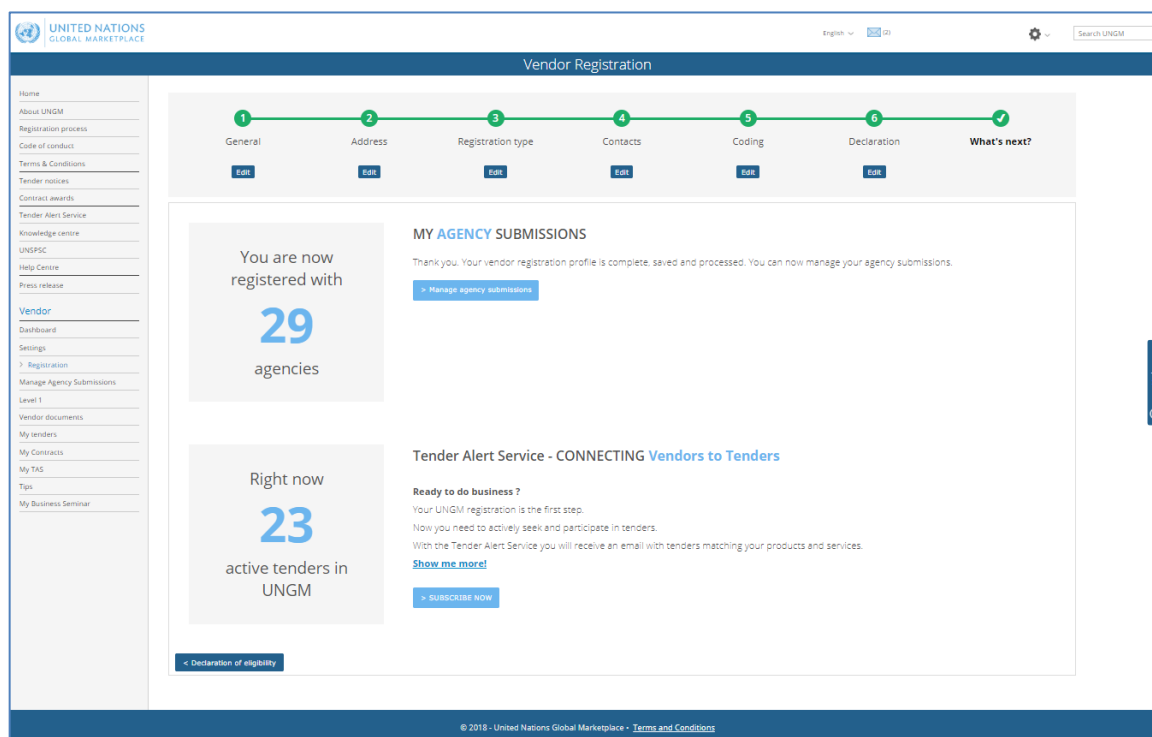 UNITED NATIONS
GLOBAL MARKETPLACE
English
(2)
Search UNGM
Vendor Registration
Home
About UNGM
Registration process
Code of conduct
Terms & Conditions
Tender notices
Contract awards
Tender Alert Service
Knowledge centre
UNSPSC
Help Centre
Press release
Vendor
Dashboard
Settings
> Registration
Manage Agency Submissions
Level 1
Vendor documents
My tenders
My Contracts
My TAS
Tips
My Business Seminar
1 2 3 4 5 6
General Address Registration type Contacts Coding Declaration What's next?
Edit Edit Edit Edit Edit Edit
You are now
registered with
29
agencies
MY AGENCY SUBMISSIONS
Thank you. Your vendor registration profile is complete, saved and processed. You can now manage your agency submissions.
> Manage agency submissions
Right now
23
active tenders in
UNGM
Tender Alert Service - CONNECTING Vendors to Tenders
Ready to do business ?
Your UNGM registration is the first step.
Now you need to actively seek and participate in tenders.
With the Tender Alert Service you will receive an email with tenders matching your products and services.
Show me more!
> SUBSCRIBE NOW
< Declaration of eligibility
© 2018 - United Nations Global Marketplace • Terms and Conditions